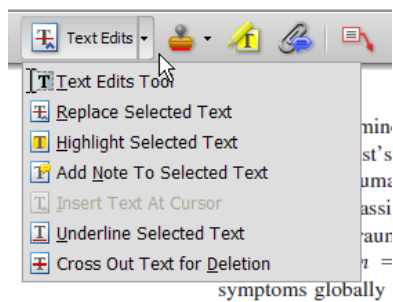 Text Edits
Text Edits Tool
Replace Selected Text
Highlight Selected Text
Add Note To Selected Text
Insert Text At Cursor
Underline Selected Text
Cross Out Text for Deletion
st's
n =
symptoms globally